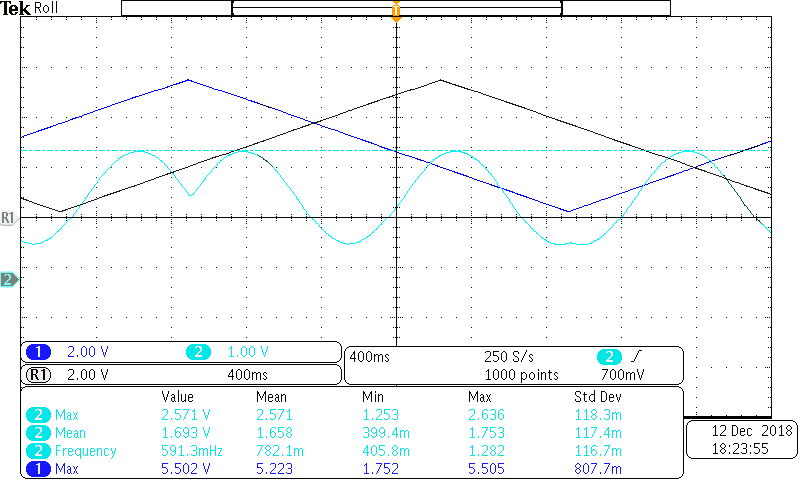 Tek Roll
T
R1
2
1 2.00 V 2 1.00 V
R1 2.00 V 400ms
400ms 250 S/s 2
1000 points 700mV
Value Mean Min Max Std Dev
2 Max 2.571 V 2.571 1.253 2.636 118.3m
2 Mean 1.693 V 1.658 399.4m 1.753 117.4m
2 Frequency 591.3mHz 782.1m 405.8m 1.282 116.7m
1 Max 5.502 V 5.223 1.752 5.505 807.7m
12 Dec 2018
18:23:55